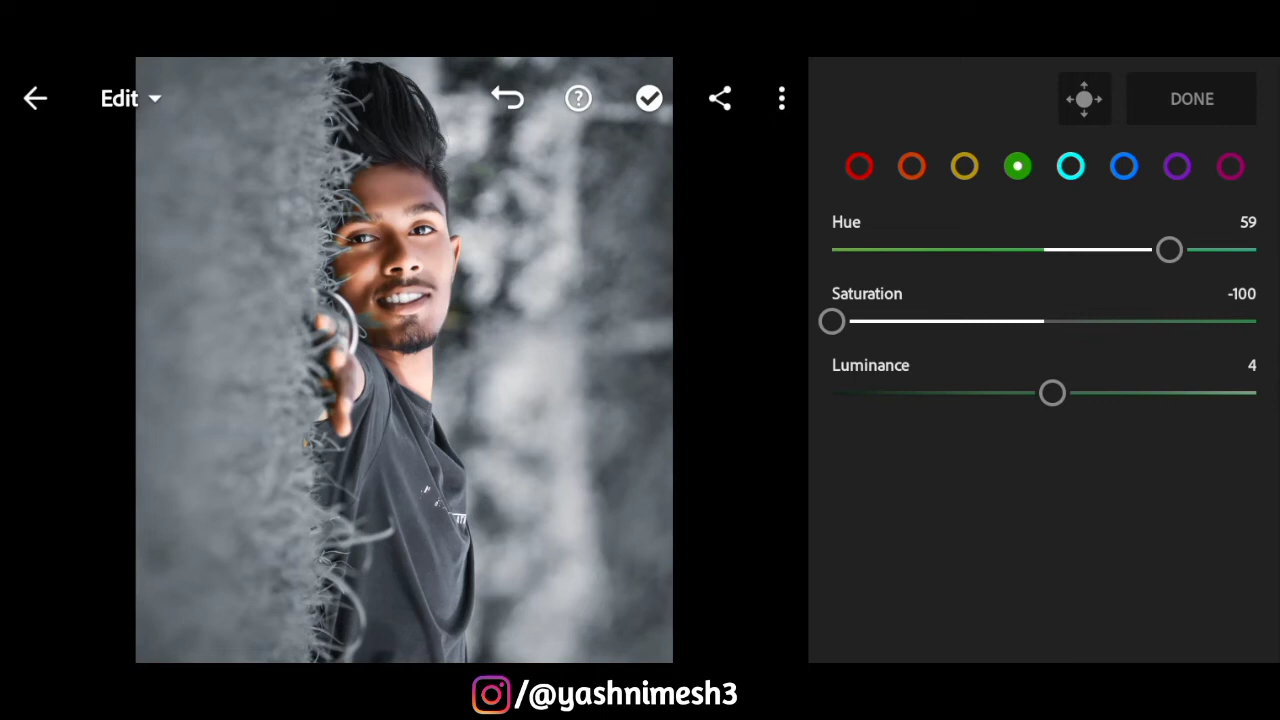 Edit
DONE
Hue 59
Saturation -100
Luminance 4
/@yashnimesh3